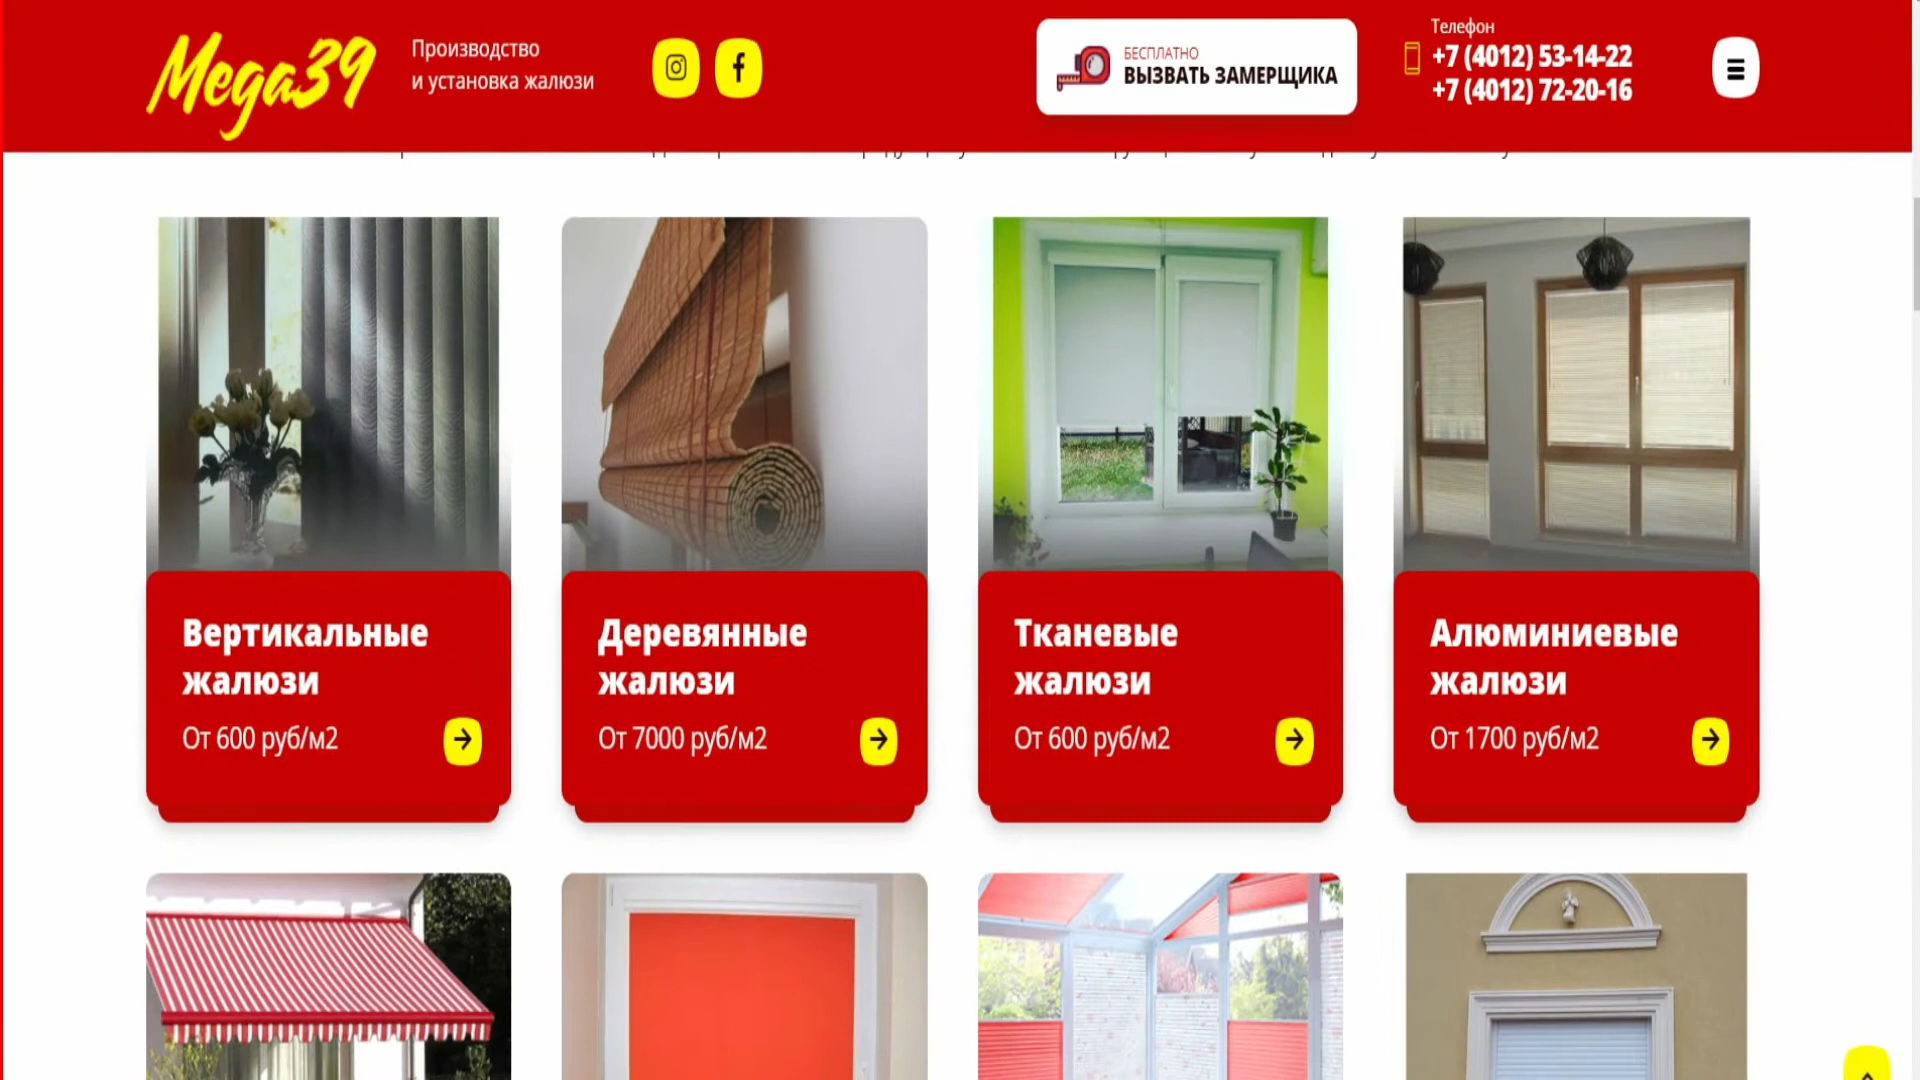 Mega39
Производство
и установка жалюзи
БЕСПЛАТНО
ВЫЗВАТЬ ЗАМЕРЩИКА
Телефон
+7 (4012) 53-14-22
+7 (4012) 72-20-16
Вертикальные
жалюзи
От 600 руб/м2
Деревянные
жалюзи
От 7000 руб/м2
Тканевые
жалюзи
От 600 руб/м2
Алюминиевые
жалюзи
От 1700 руб/м2